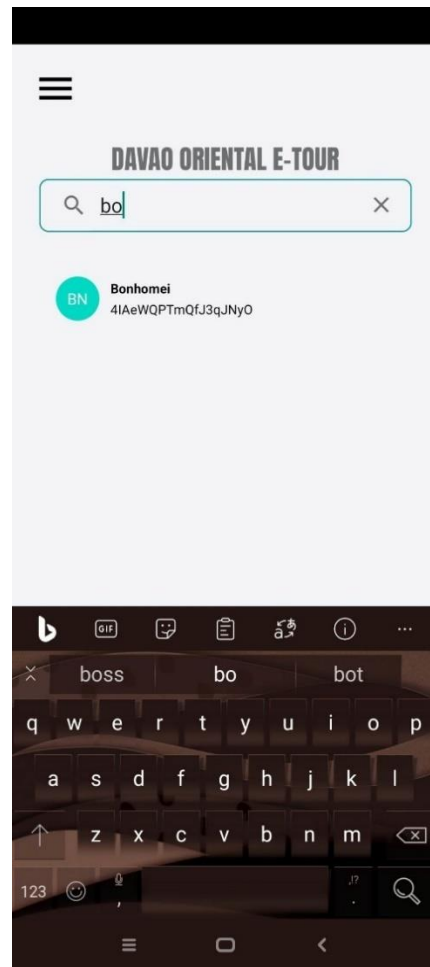 DAVAO ORIENTAL E-TOUR
bo
BN
Bonhomei
4IAeWQPTmQfJ3qJNyO
GIF
boss bo bot
q w e r t y u i o p
a s d f g h j k l
z x c v b n m
123 , ,!? .